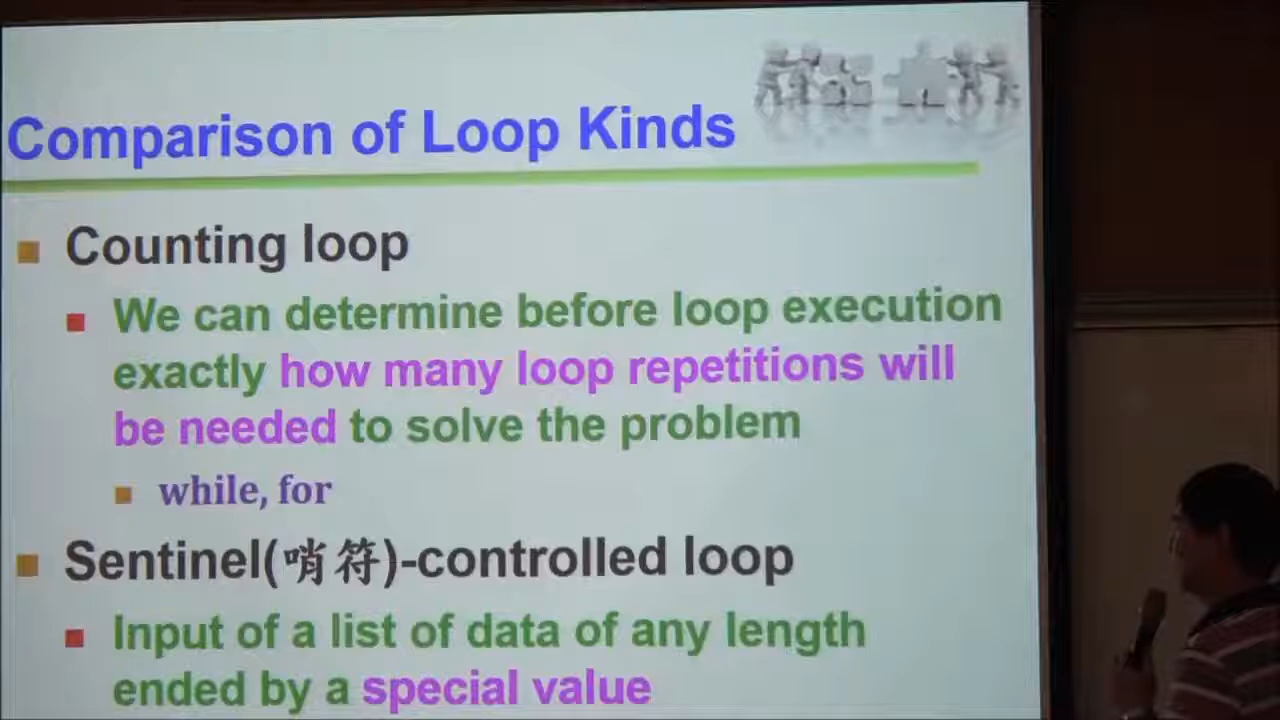 Comparison of Loop Kinds
Counting loop
We can determine before loop execution
exactly how many loop repetitions will
be needed to solve the problem
while, for
Sentinel(哨符)-controlled loop
Input of a list of data of any length
ended by a special value